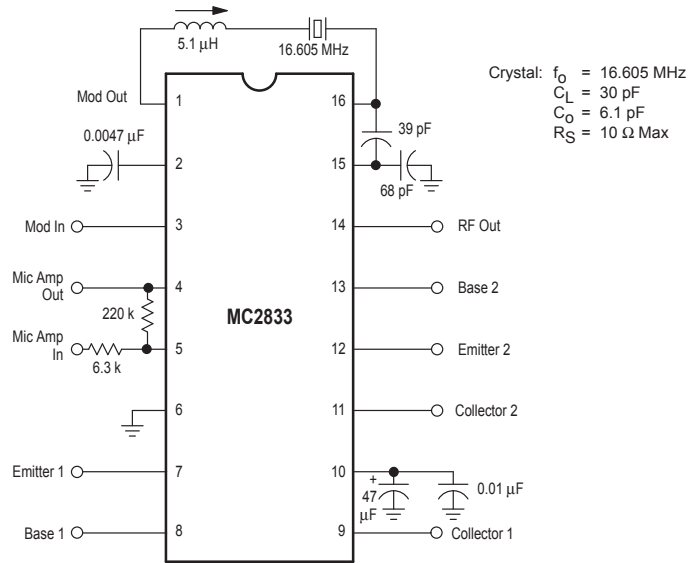 5.1 μH
16.605 MHz
Crystal: fO = 16.605 MHz
CL = 30 pF
CO = 6.1 pF
RS = 10 Ω Max
Mod Out
1
16
39 pF
0.0047 μF
2
15
68 pF
Mod In
3
14
RF Out
Mic Amp
Out
4
13
Base 2
220 k
MC2833
Mic Amp
In
5
12
Emitter 2
6.3 k
6
11
Collector 2
Emitter 1
7
10
+
47
μF
0.01 μF
Base 1
8
9
Collector 1